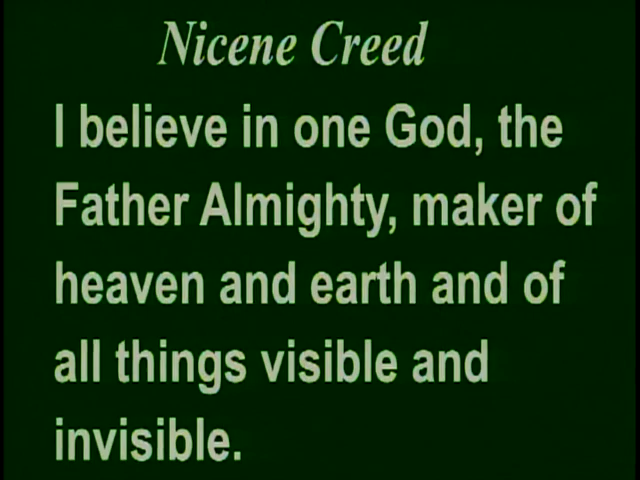 Nicene Creed
I believe in one God, the
Father Almighty, maker of
heaven and earth and of
all things visible and
invisible.